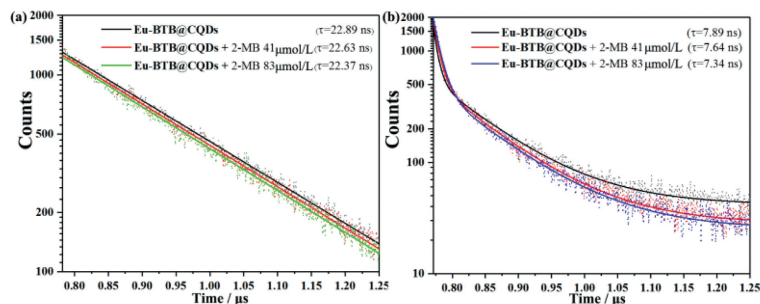 (a)
Eu-BTB@CQDs (τ=22.89 ns)
Eu-BTB@CQDs + 2-MB 41μmol/L (τ=22.63 ns)
Eu-BTB@CQDs + 2-MB 83μmol/L (τ=22.37 ns)
2000
1000
500
200
100
Counts
0.80 0.85 0.90 0.95 1.00 1.05 1.10 1.15 1.20 1.25
Time / μs
(b)
Eu-BTB@CQDs (τ=7.89 ns)
Eu-BTB@CQDs + 2-MB 41μmol/L (τ=7.64 ns)
Eu-BTB@CQDs + 2-MB 83μmol/L (τ=7.34 ns)
2000
1000
500
200
100
10
Counts
0.80 0.85 0.90 0.95 1.00 1.05 1.10 1.15 1.20 1.25
Time / μs